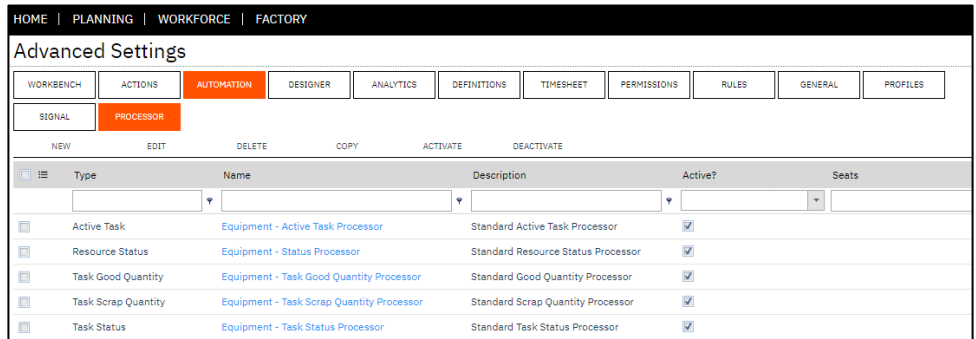 HOME | PLANNING | WORKFORCE | FACTORY
Advanced Settings
WORKBENCH ACTIONS AUTOMATION DESIGNER ANALYTICS DEFINITIONS TIMESHEET PERMISSIONS RULES GENERAL PROFILES
SIGNAL PROCESSOR
NEW EDIT DELETE COPY ACTIVATE DEACTIVATE
Type Name Description Active? Seats
Active Task Equipment - Active Task Processor Standard Active Task Processor
Resource Status Equipment - Status Processor Standard Resource Status Processor
Task Good Quantity Equipment - Task Good Quantity Processor Standard Good Quantity Processor
Task Scrap Quantity Equipment - Task Scrap Quantity Processor Standard Scrap Quantity Processor
Task Status Equipment - Task Status Processor Standard Task Status Processor